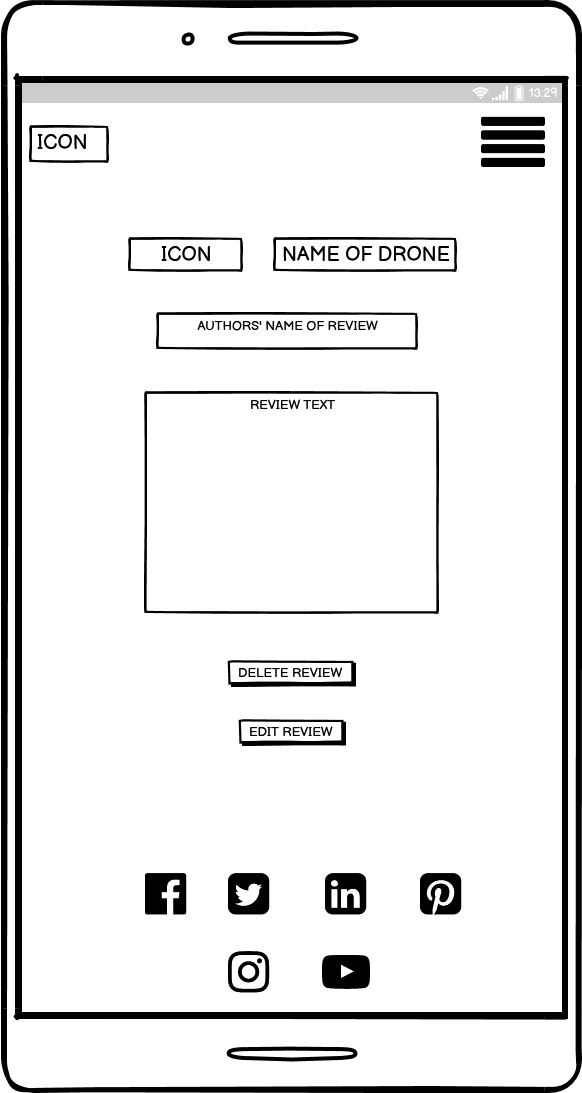 13:29
ICON
ICON NAME OF DRONE
AUTHORS' NAME OF REVIEW
REVIEW TEXT
DELETE REVIEW
EDIT REVIEW